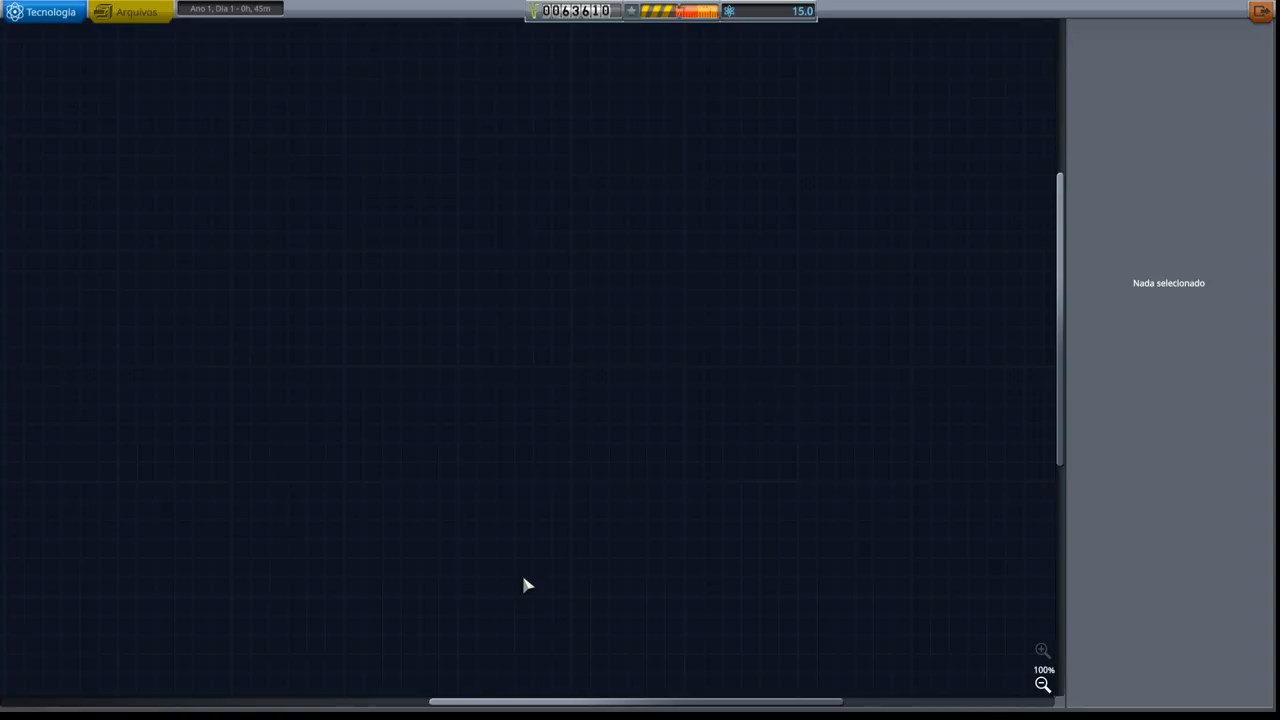 Tecnologia
Arquivos
Ano 1, Dia 1 - 0h, 45m
0063610
15.0
Nada selecionado
100%